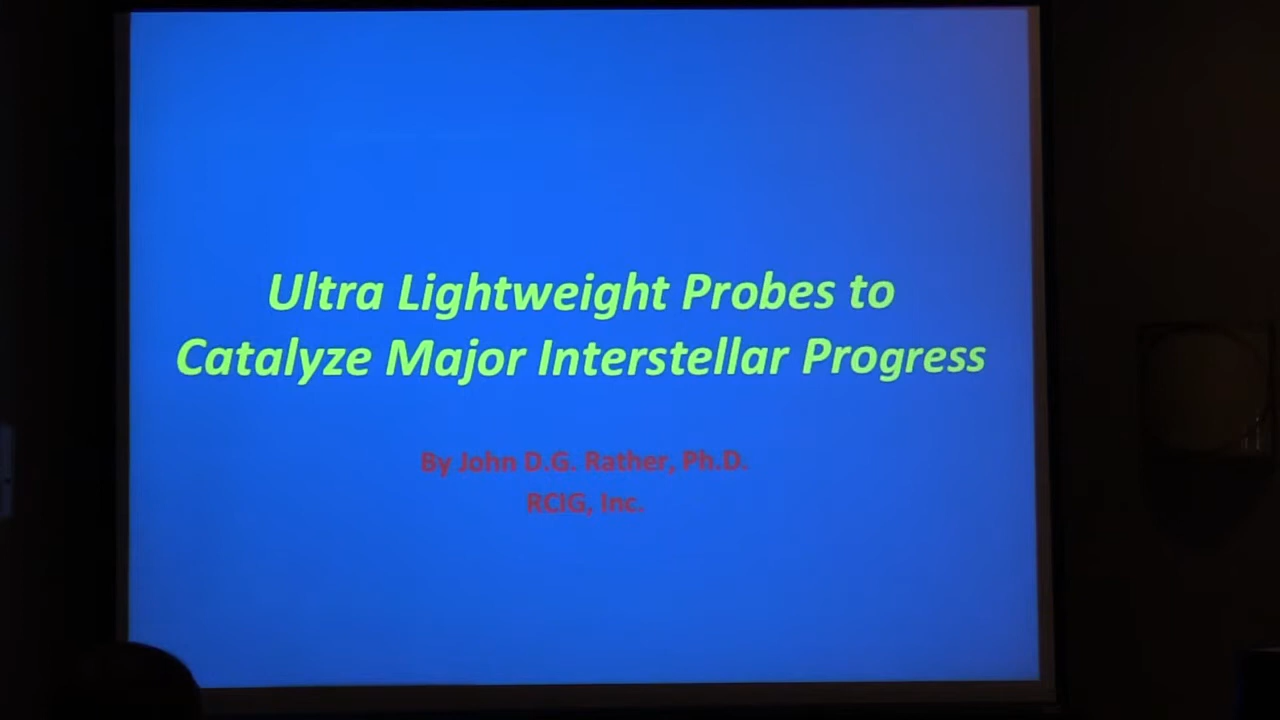 Ultra Lightweight Probes to
Catalyze Major Interstellar Progress
By John D.G. Rather, Ph.D.
RCIG, Inc.